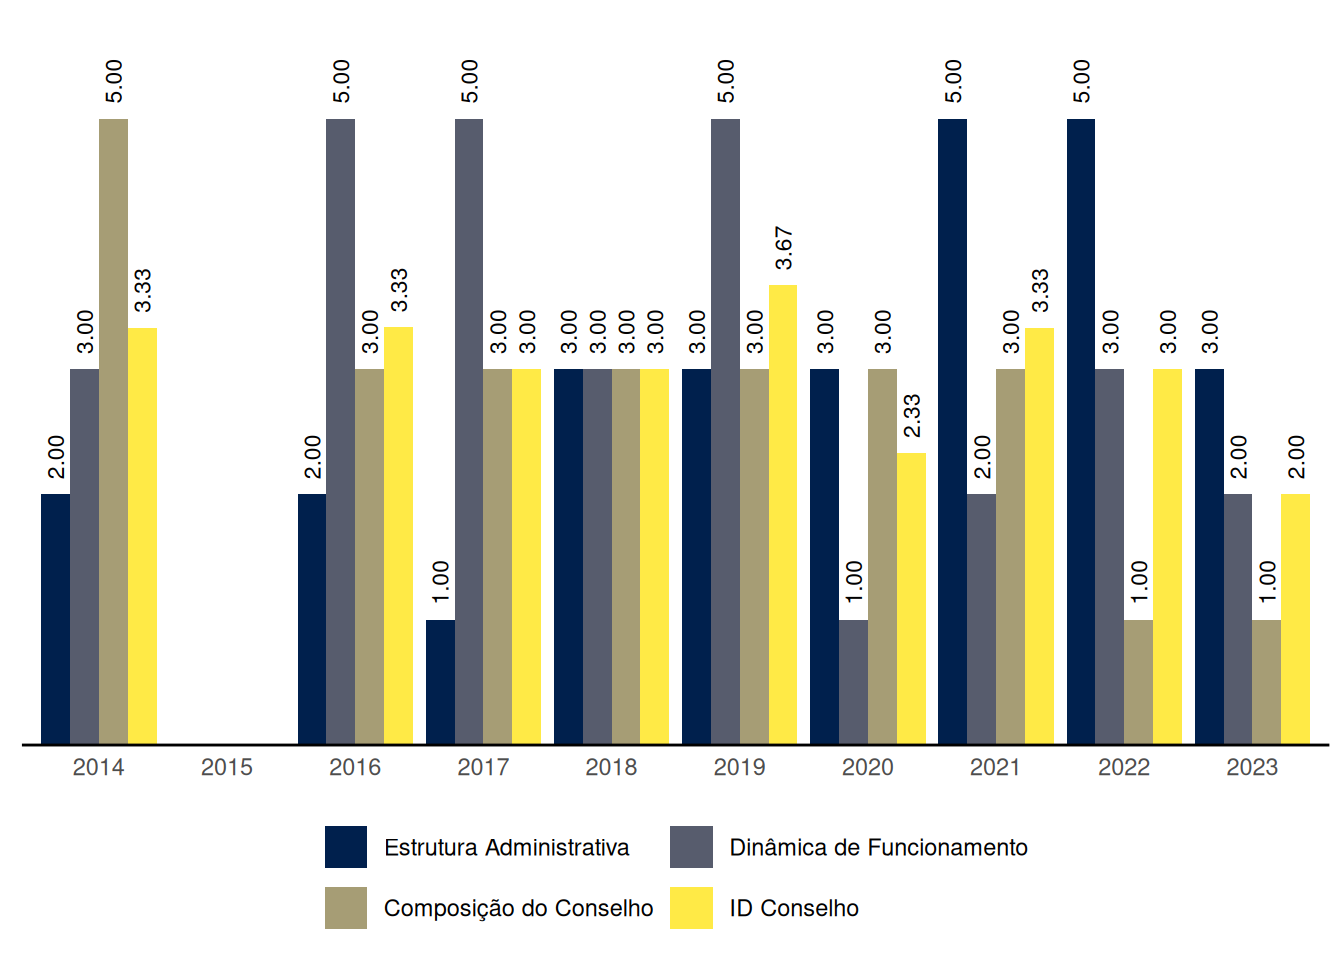 2.00 3.00 5.00 3.33 2.00 5.00 3.00 3.33 1.00 5.00 3.00 3.00 3.00 3.00 3.00 3.00 3.00 5.00 3.00 3.67 3.00 1.00 3.00 2.33 5.00 2.00 3.00 3.33 5.00 3.00 1.00 3.00 3.00 2.00 1.00 2.00
2014 2015 2016 2017 2018 2019 2020 2021 2022 2023
Estrutura Administrativa Dinâmica de Funcionamento
Composição do Conselho ID Conselho